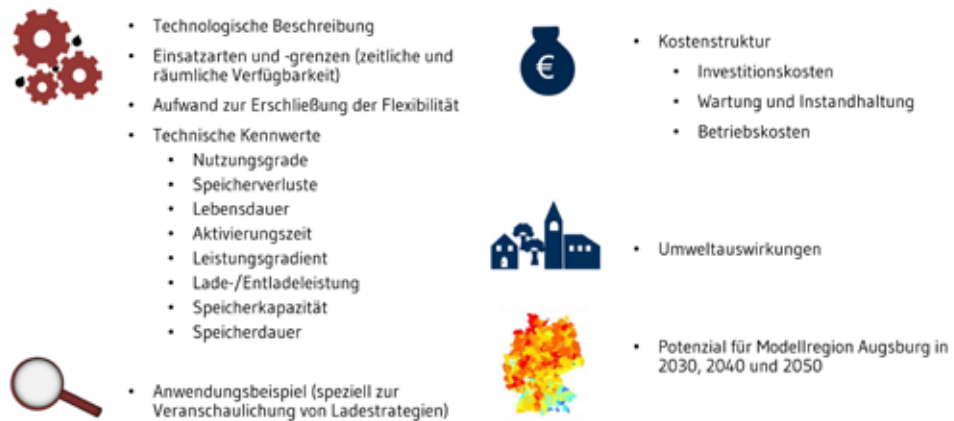 • Technologische Beschreibung
• Einsatzarten und -grenzen (zeitliche und
räumliche Verfügbarkeit)
• Aufwand zur Erschließung der Flexibilität
• Technische Kennwerte
• Nutzungsgrade
• Speicherverluste
• Lebensdauer
• Aktivierungszeit
• Leistungsgradient
• Lade-/Entladeleistung
• Speicherkapazität
• Speicherdauer
• Anwendungsbeispiel (speziell zur
Veranschaulichung von Ladestrategien)
€
• Kostenstruktur
• Investitionskosten
• Wartung und Instandhaltung
• Betriebskosten
• Umweltauswirkungen
• Potenzial für Modellregion Augsburg in
2030, 2040 und 2050